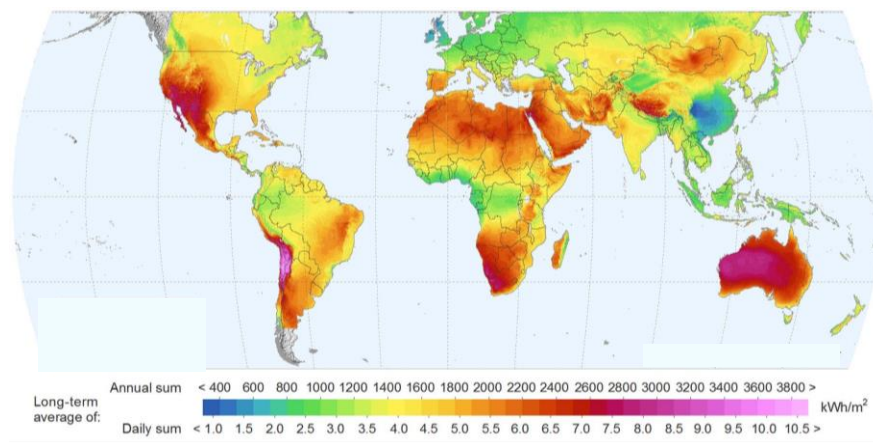 Annual sum < 400 600 800 1000 1200 1400 1600 1800 2000 2200 2400 2600 2800 3000 3200 3400 3600 3800 >
Long-term average of:
kWh/m²
Daily sum < 1.0 1.5 2.0 2.5 3.0 3.5 4.0 4.5 5.0 5.5 6.0 6.5 7.0 7.5 8.0 8.5 9.0 9.5 10.0 10.5 >